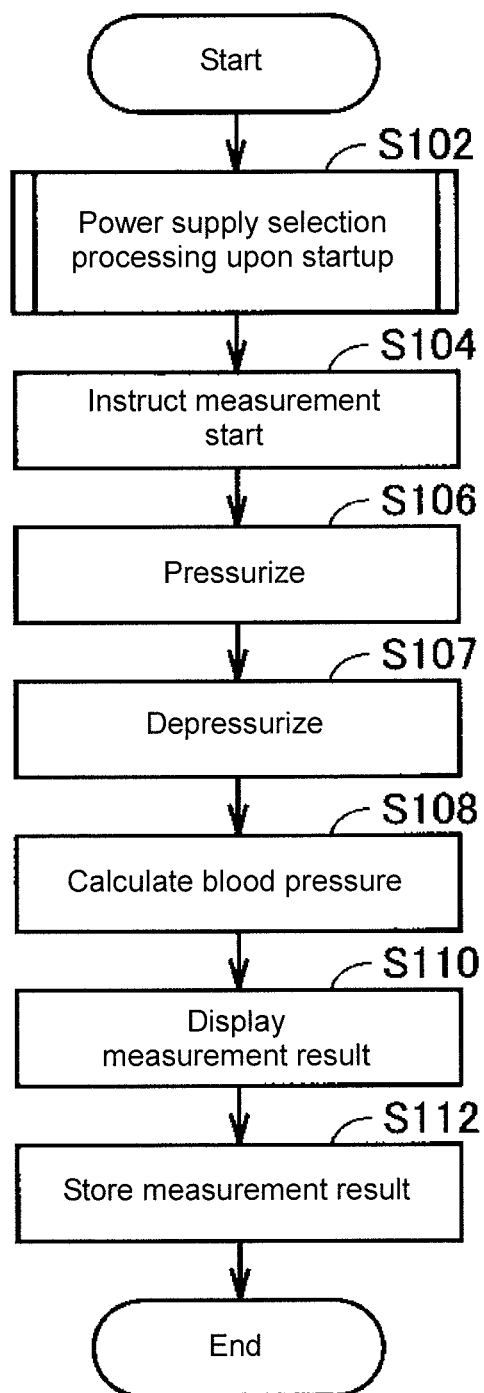 Start
S102
Power supply selection
processing upon startup
S104
Instruct measurement
start
S106
Pressurize
S107
Depressurize
S108
Calculate blood pressure
S110
Display
measurement result
S112
Store measurement result
End